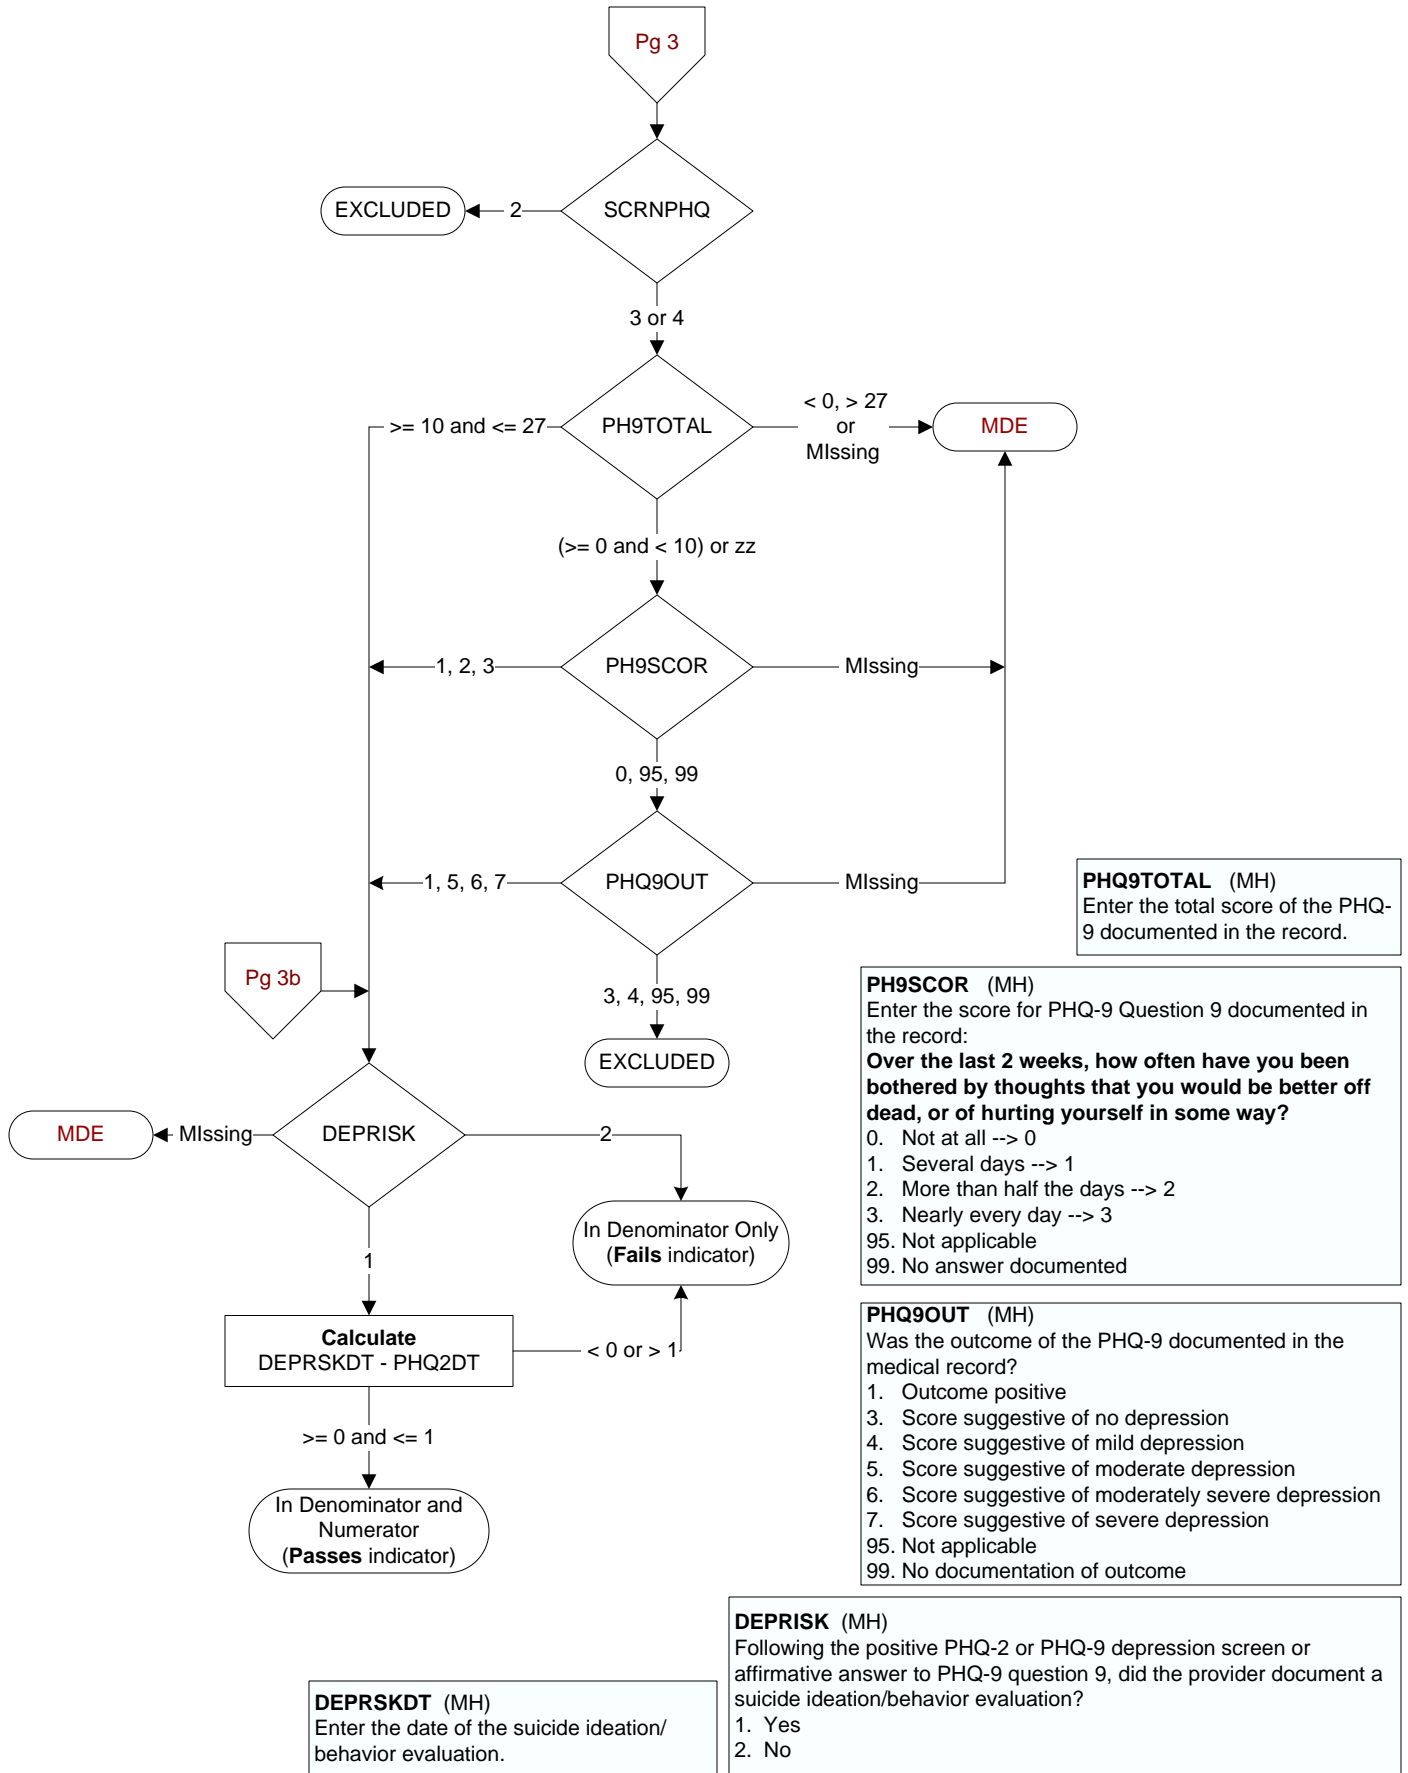 Pg 3
SCRNPHQ
EXCLUDED
2
3 or 4
PH9TOTAL
>= 10 and <= 27
< 0, > 27
or
MIssing
MDE
(>= 0 and < 10) or zz
PH9SCOR
1, 2, 3
MIssing
0, 95, 99
PHQ9OUT
1, 5, 6, 7
MIssing
3, 4, 95, 99
EXCLUDED
Pg 3b
DEPRISK
MIssing
MDE
2
In Denominator Only
(Fails indicator)
1
Calculate
DEPRSKDT - PHQ2DT
< 0 or > 1
>= 0 and <= 1
In Denominator and
Numerator
(Passes indicator)
PHQ9TOTAL (MH)
Enter the total score of the PHQ-
9 documented in the record.
PH9SCOR (MH)
Enter the score for PHQ-9 Question 9 documented in
the record:
Over the last 2 weeks, how often have you been
bothered by thoughts that you would be better off
dead, or of hurting yourself in some way?
0. Not at all --> 0
1. Several days --> 1
2. More than half the days --> 2
3. Nearly every day --> 3
95. Not applicable
99. No answer documented
PHQ9OUT (MH)
Was the outcome of the PHQ-9 documented in the
medical record?
1. Outcome positive
3. Score suggestive of no depression
4. Score suggestive of mild depression
5. Score suggestive of moderate depression
6. Score suggestive of moderately severe depression
7. Score suggestive of severe depression
95. Not applicable
99. No documentation of outcome
DEPRISK (MH)
Following the positive PHQ-2 or PHQ-9 depression screen or
affirmative answer to PHQ-9 question 9, did the provider document a
suicide ideation/behavior evaluation?
1. Yes
2. No
DEPRSKDT (MH)
Enter the date of the suicide ideation/
behavior evaluation.